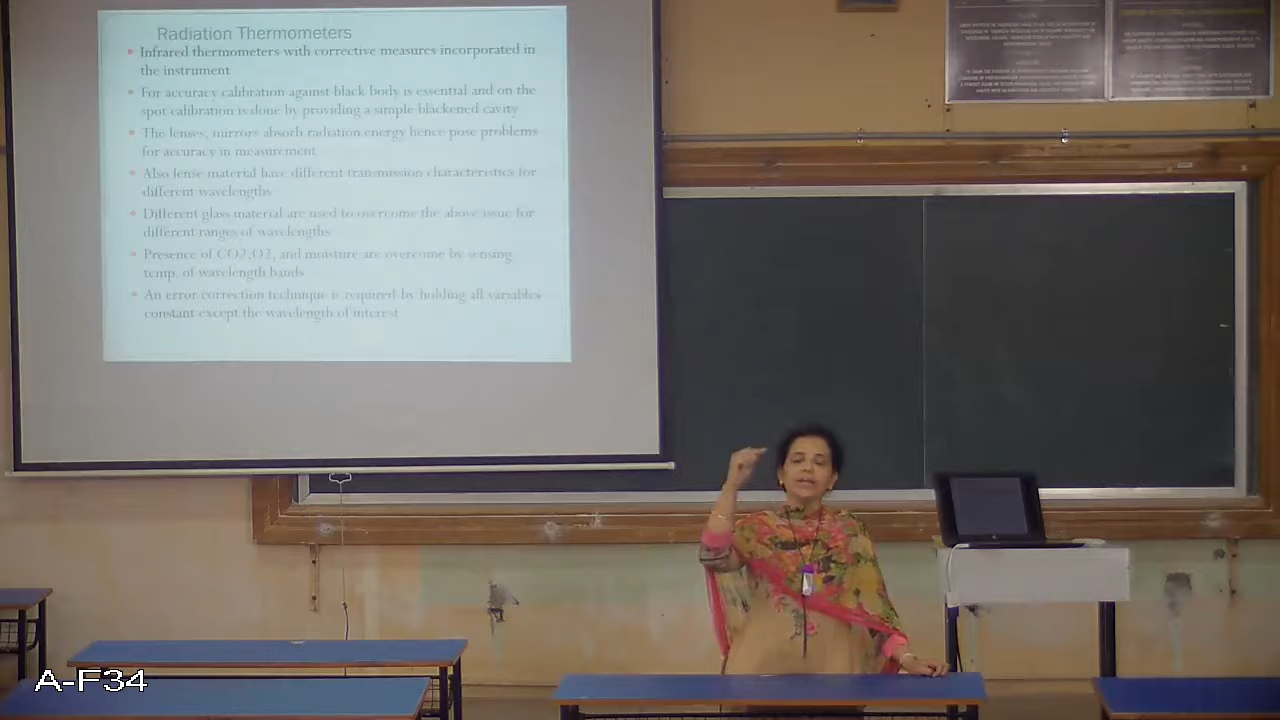 Radiation Thermometers
Infrared thermometers with corrective measures incorporated in
the instrument
For accuracy calibration against black body is essential and on the
spot calibration is done by providing a simple blackened cavity
The lenses, mirrors absorb radiation energy hence pose problems
for accuracy in measurement
Also lense material have different transmission characteristics for
different wavelengths
Different glass material are used to overcome the above issue for
different ranges of wavelengths
Presence of CO2,O2, and moisture are overcome by sensing
temp. of wavelength bands
An error correction technique is required by holding all variables
constant except the wavelength of interest
A-F34